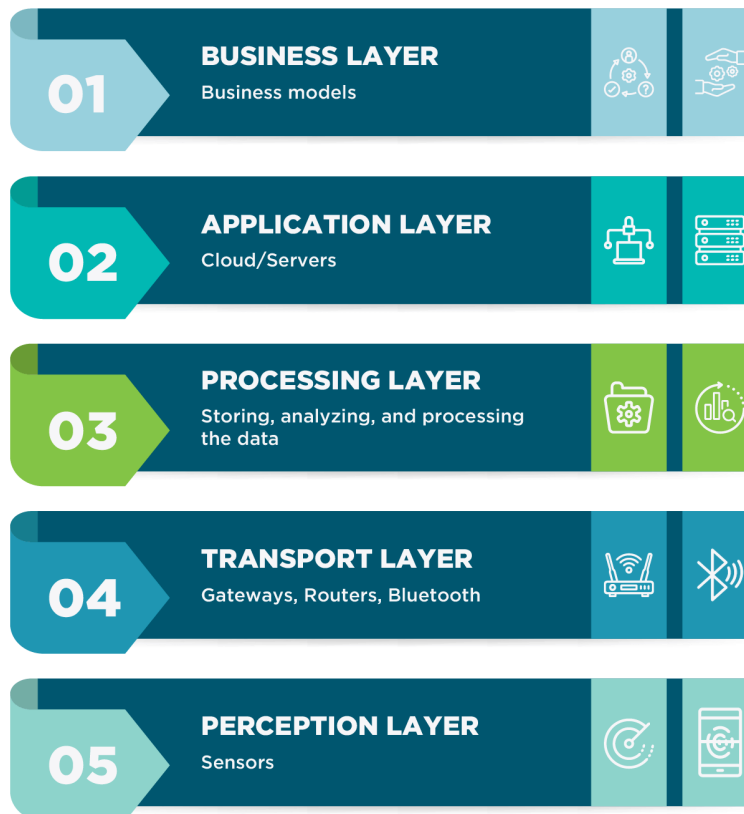 01
BUSINESS LAYER
Business models
02
APPLICATION LAYER
Cloud/Servers
03
PROCESSING LAYER
Storing, analyzing, and processing
the data
04
TRANSPORT LAYER
Gateways, Routers, Bluetooth
05
PERCEPTION LAYER
Sensors